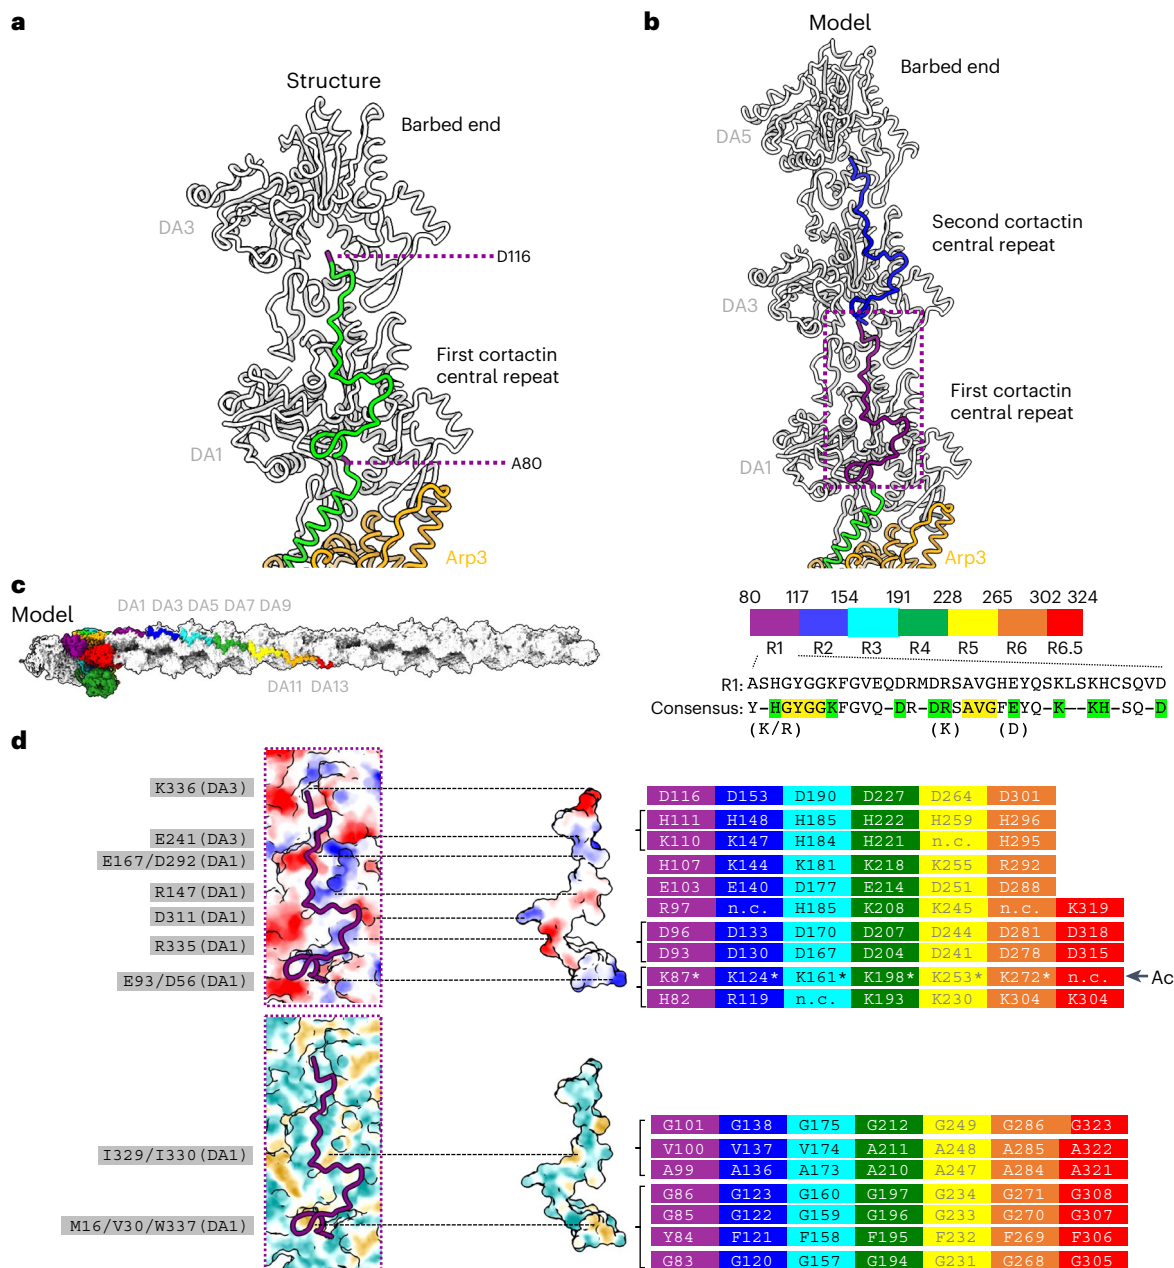 a
Structure
Barbed end
DA3
D116
First cortactin
central repeat
DA1
A80
Arp3
b
Model
Barbed end
DA5
Second cortactin
central repeat
DA3
First cortactin
central repeat
DA1
Arp3
c
Model
DA1 DA3 DA5 DA7 DA9
DA11 DA13
80 117 154 191 228 265 302 324
R1 R2 R3 R4 R5 R6 R6.5
R1: ASHGYGGKFGVEQDRMDRSAVGHEYQSKLSKHCSQVD
Consensus: Y-HGYGGKFGVQ-DR-DRSAVGFEYQ-K--KH-SQ-D
(K/R) (K) (D)
d
K336(DA3)
E241(DA3)
E167/D292(DA1)
R147(DA1)
D311(DA1)
R335(DA1)
E93/D56(DA1)
D116 D153 D190 D227 D264 D301
H111 H148 H185 H222 H259 H296
K110 K147 H184 H221 n.c. H295
H107 K144 K181 K218 K255 R292
E103 E140 D177 E214 D251 D288
R97 n.c. H185 K208 K245 n.c. K319
D96 D133 D170 D207 D244 D281 D318
D93 D130 D167 D204 D241 D278 D315
K87* K124* K161* K198* K253* K272* n.c. Ac
H82 R119 n.c. K193 K230 K304 K304
I329/I330(DA1)
M16/V30/W337(DA1)
G101 G138 G175 G212 G249 G286 G323
V100 V137 V174 A211 A248 A285 A322
A99 A136 A173 A210 A247 A284 A321
G86 G123 G160 G197 G234 G271 G308
G85 G122 G159 G196 G233 G270 G307
Y84 F121 F158 F195 F232 F269 F306
G83 G120 G157 G194 G231 G268 G305